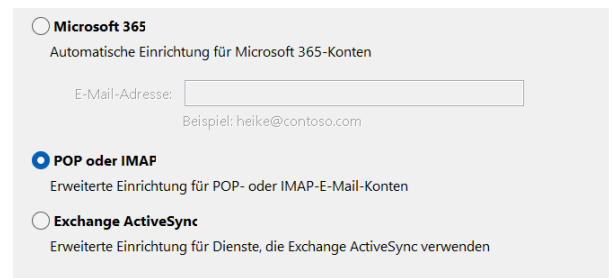 Microsoft 365
Automatische Einrichtung für Microsoft 365-Konten
E-Mail-Adresse:
Beispiel: heike@contoso.com
POP oder IMAP
Erweiterte Einrichtung für POP- oder IMAP-E-Mail-Konten
Exchange ActiveSync
Erweiterte Einrichtung für Dienste, die Exchange ActiveSync verwenden